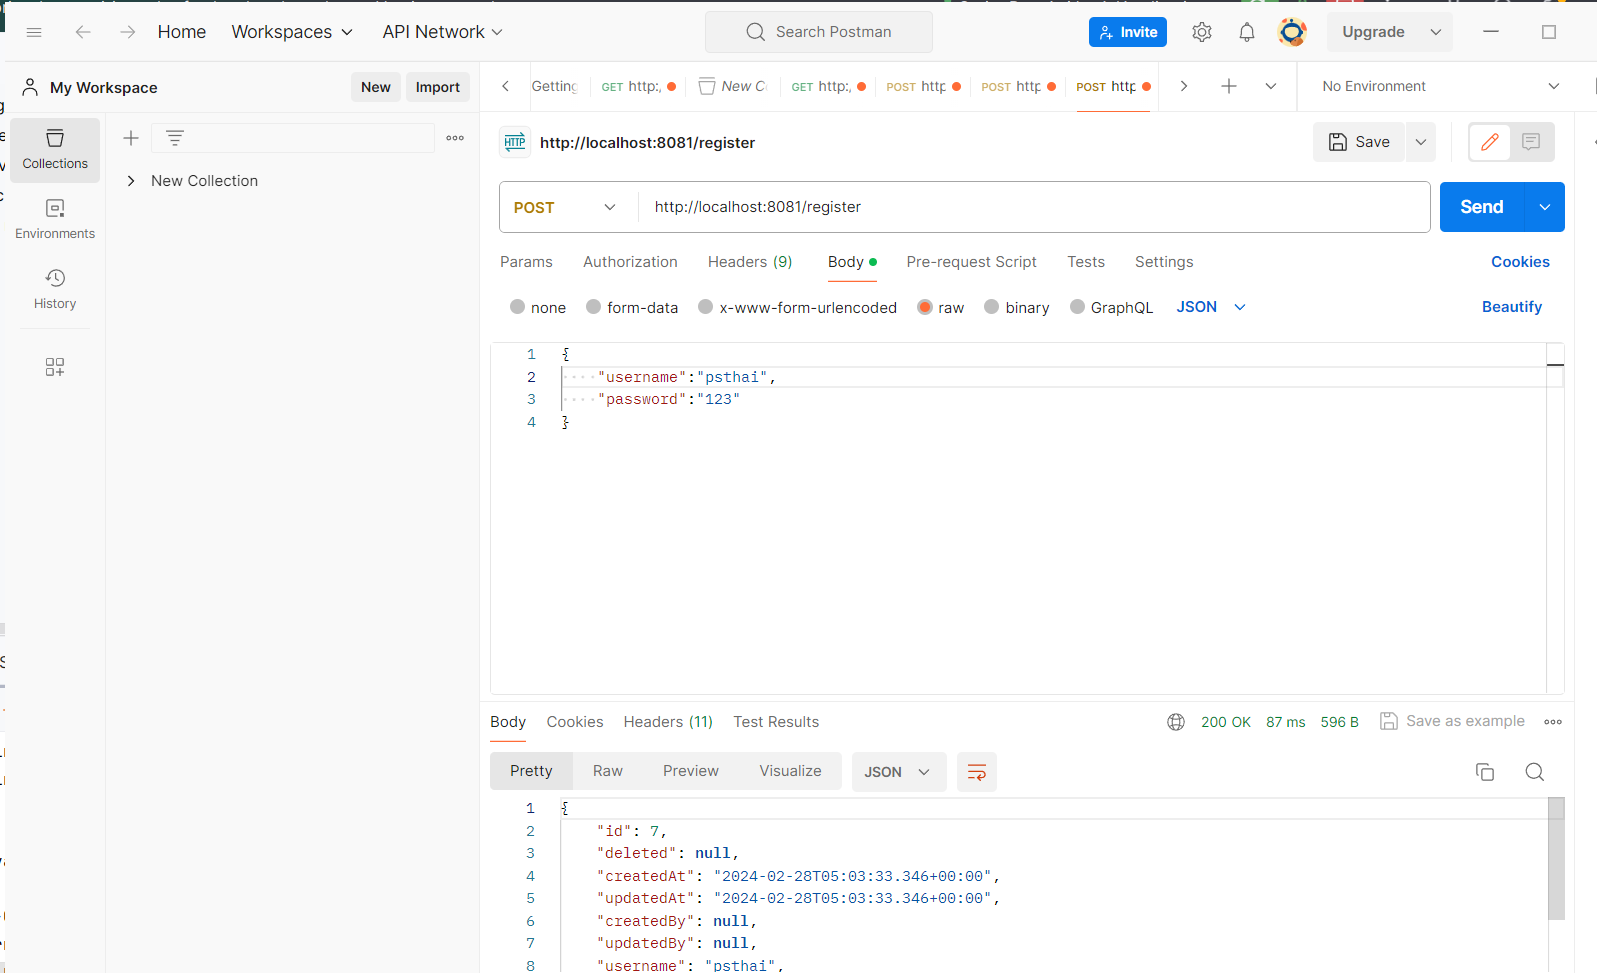 Home Workspaces API Network Search Postman Invite Upgrade
My Workspace New Import
Getting GET http:, New C GET http:, POST http POST http POST http No Environment
Collections
New Collection
Environments
History
HTTP http://localhost:8081/register Save
POST http://localhost:8081/register Send
Params Authorization Headers (9) Body Pre-request Script Tests Settings Cookies
none form-data x-www-form-urlencoded raw binary GraphQL JSON Beautify
1 {
2 "username":"psthai",
3 "password":"123"
4 }
Body Cookies Headers (11) Test Results 200 OK 87 ms 596 B Save as example
Pretty Raw Preview Visualize JSON
1 {
2 "id": 7,
3 "deleted": null,
4 "createdAt": "2024-02-28T05:03:33.346+00:00",
5 "updatedAt": "2024-02-28T05:03:33.346+00:00",
6 "createdBy": null,
7 "updatedBy": null,
8 "username": "psthai",